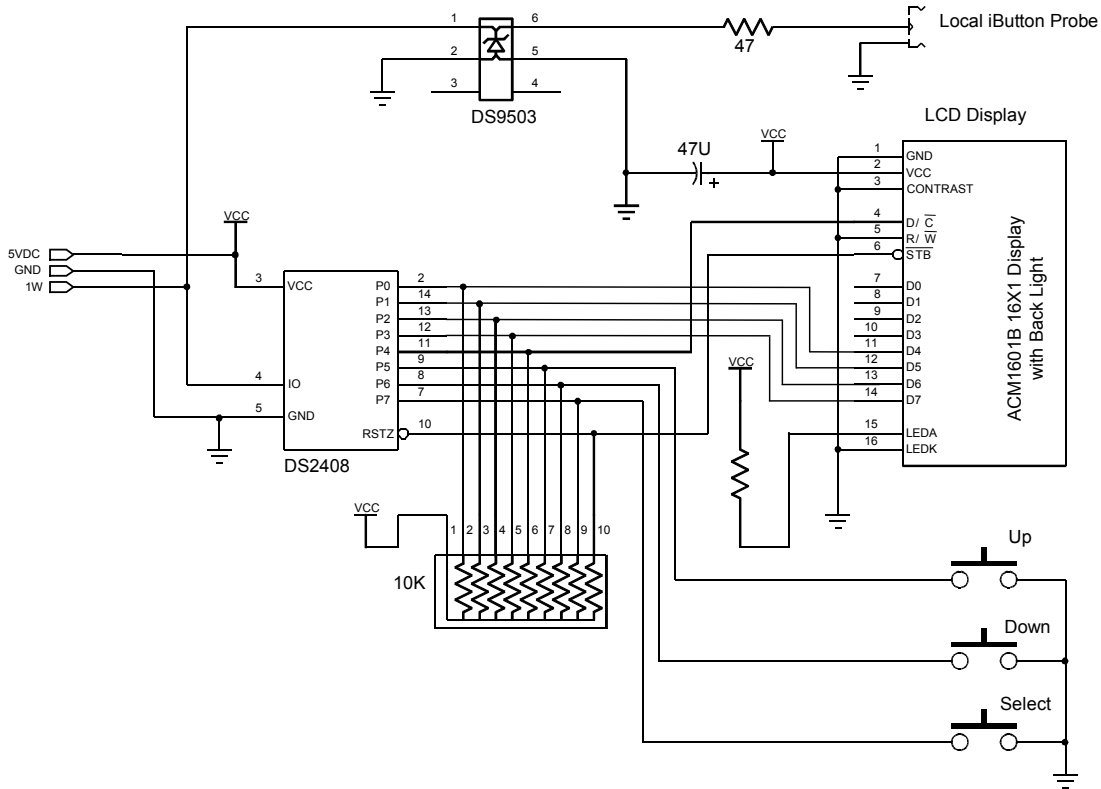 1 6
Local iButton Probe
47
2 5
3 4
DS9503
LCD Display
47U
+
VCC
1 GND
2 VCC
3 CONTRAST
4 D/ C̅
5 R/ W̅
6 S̅T̅B̅
7 D0
8 D1
9 D2
10 D3
11 D4
12 D5
13 D6
14 D7
15 LEDA
16 LEDK
ACM1601B 16X1 Display
with Back Light
VCC
5VDC
GND
1W
3 VCC
4 IO
5 GND
P0 2
P1 14
P2 13
P3 12
P4 11
P5 9
P6 8
P7 7
RSTZ 10
DS2408
VCC
VCC
1 2 3 4 5 6 7 8 9 10
10K
Up
Down
Select